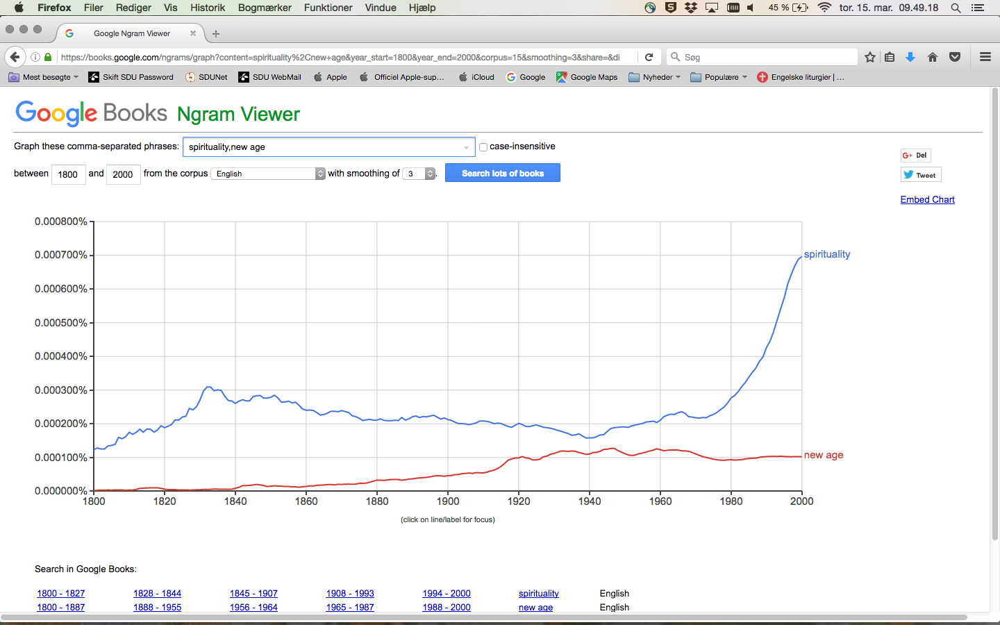 Firefox Filer Rediger Vis Historik Bogmærker Funktioner Vindue Hjælp 45 % tor. 15. mar. 09.49.18
Google Ngram Viewer
https://books.google.com/ngrams/graph?content=spirituality%2Cnew+age&year_start=1800&year_end=2000&corpus=15&smoothing=3&share=&di Søg
Mest besøgte Skift SDU Password SDUNet SDU WebMail Apple Officiel Apple-sup... iCloud Google Google Maps Nyheder Populære Engelske liturgier | ...
Google Books Ngram Viewer
Graph these comma-separated phrases: spirituality,new age case-insensitive
between 1800 and 2000 from the corpus English with smoothing of 3 . Search lots of books
G+ Del
Tweet
Embed Chart
0.000800%
0.000700%
spirituality
0.000600%
0.000500%
0.000400%
0.000300%
0.000200%
0.000100%
new age
0.000000%
1800 1820 1840 1860 1880 1900 1920 1940 1960 1980 2000
(click on line/label for focus)
Search in Google Books:
1800 - 1827 1828 - 1844 1845 - 1907 1908 - 1993 1994 - 2000 spirituality English
1800 - 1887 1888 - 1955 1956 - 1964 1965 - 1987 1988 - 2000 new age English